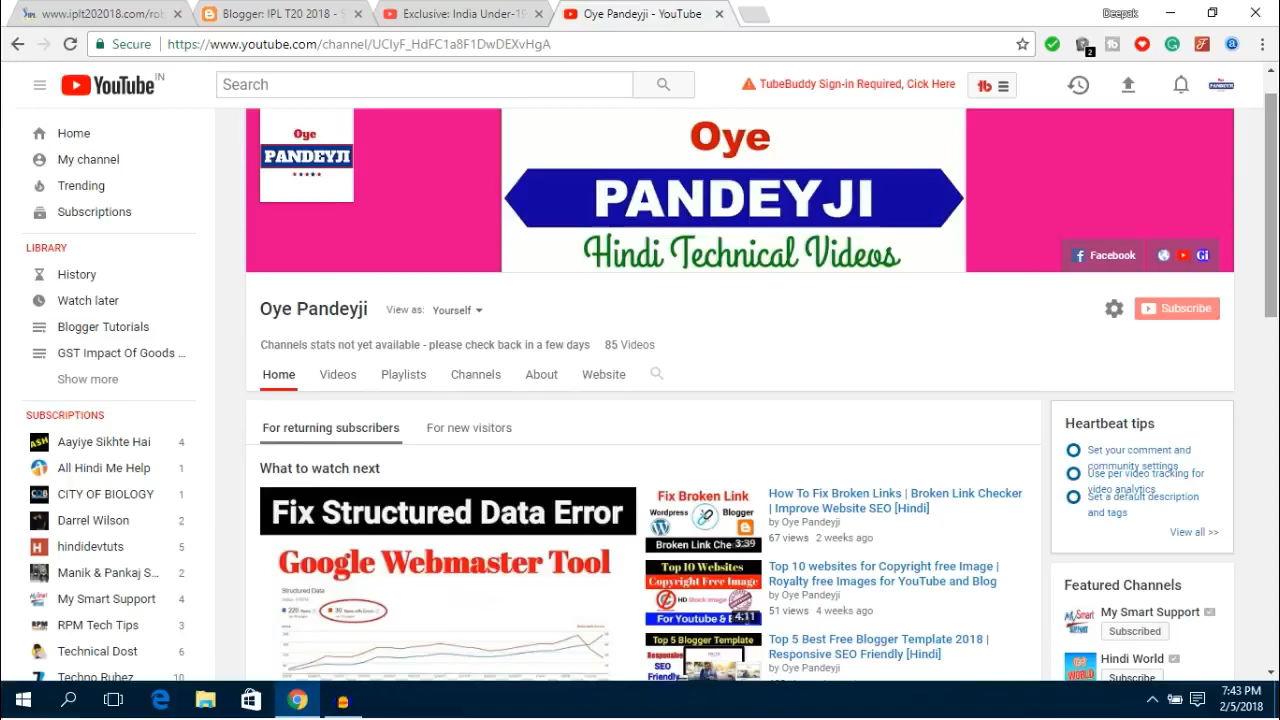 www.iplt202018.com/rob
Blogger: IPL T20 2018 -
Exclusive: India Under-19
Oye Pandeyji - YouTube
Deepak
Secure
https://www.youtube.com/channel/UClyF_HdFC1a8F1DwDEXvHgA
2
YouTube IN
Search
TubeBuddy Sign-in Required, Click Here
tb
Home
My channel
Trending
Subscriptions
LIBRARY
History
Watch later
Blogger Tutorials
GST Impact Of Goods ...
Show more
SUBSCRIPTIONS
Aayiye Sikhte Hai 4
All Hindi Me Help 1
CITY OF BIOLOGY 1
Darrel Wilson 2
hindidevtuts 5
Manik & Pankaj S... 2
My Smart Support 4
RPM Tech Tips 3
Technical Dost 6
Oye
PANDEYJI
Oye
PANDEYJI
Hindi Technical Videos
Facebook
Gi
Oye Pandeyji
View as: Yourself
Subscribe
Channels stats not yet available - please check back in a few days
85 Videos
Home
Videos
Playlists
Channels
About
Website
For returning subscribers
For new visitors
What to watch next
Fix Structured Data Error
Google Webmaster Tool
Structured Data
Fix Broken Link
Wordpress
Blogger
Broken Link Che
3:39
How To Fix Broken Links | Broken Link Checker
| Improve Website SEO [Hindi]
by Oye Pandeyji
67 views 2 weeks ago
Top 10 Websites
Copyright Free Image
HD Stock image
For Youtube & B
4:11
Top 10 websites for Copyright free Image |
Royalty free Images for YouTube and Blog
by Oye Pandeyji
51 views 4 weeks ago
Top 5 Blogger Template
Responsive
SEO
Friendly
Top 5 Best Free Blogger Template 2018 |
Responsive SEO Friendly [Hindi]
by Oye Pandeyji
Heartbeat tips
Set your comment and
community settings
Use per video tracking for
video analytics
Set a default description
and tags
View all >>
Featured Channels
My Smart Support
Subscribed
Hindi World
Subscribe
7:43 PM
2/5/2018